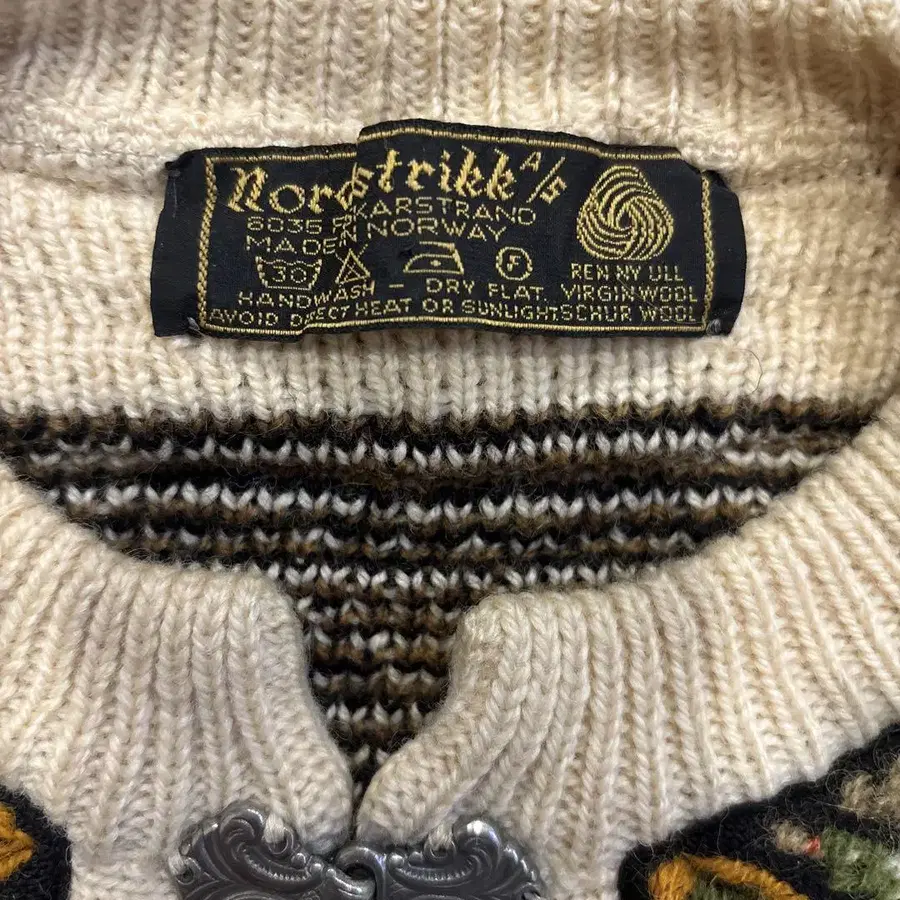 Nordstrikk A/S
6035 FISKARSTRAND
MADE IN NORWAY
30
F
REN NY ULL
HANDWASH - DRY FLAT. VIRGIN WOOL
AVOID DIRECT HEAT OR SUNLIGHT SCHUR WOOL